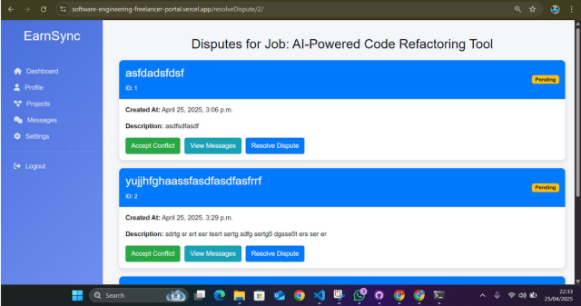 software-engineering-freelancer-portal.vercel.app/resolveDispute/2/
EarnSync
Dashboard
Profile
Projects
Messages
Settings
Logout
Disputes for Job: AI-Powered Code Refactoring Tool
asfdadsfdsf
Pending
ID: 1
Created At: April 25, 2025, 3:06 p.m.
Description: asdfedfasdf
Accept Conflict View Messages Resolve Dispute
yujjhfghaassfasdfasdfasfrrf
Pending
ID: 2
Created At: April 25, 2025, 3:29 p.m.
Description: sdrtg sr ert esr tesrt sertg sdfg sertg5 dgsse5t ers ser er
Accept Conflict View Messages Resolve Dispute
Search
22:33
25/04/2025